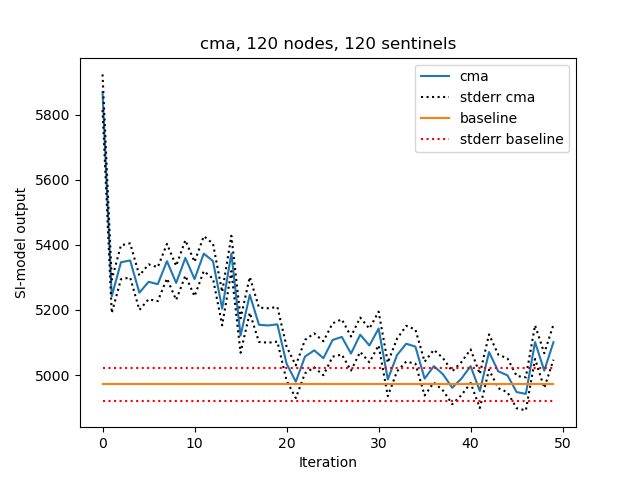 cma, 120 nodes, 120 sentinels
cma
stderr cma
baseline
stderr baseline
SI-model output
5800
5600
5400
5200
5000
0 10 20 30 40 50
Iteration